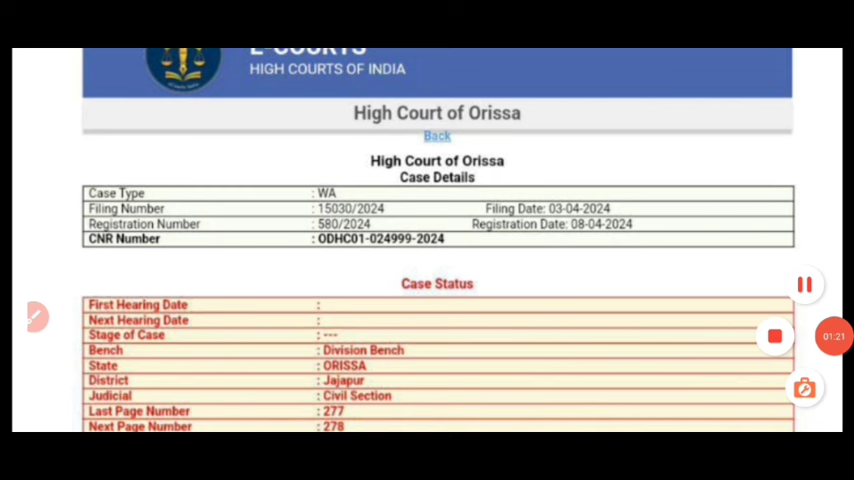 E-COURTS
HIGH COURTS OF INDIA
High Court of Orissa
Back
High Court of Orissa
Case Details
Case Type : WA
Filing Number : 15030/2024 Filing Date: 03-04-2024
Registration Number : 580/2024 Registration Date: 08-04-2024
CNR Number : ODHC01-024999-2024
Case Status
First Hearing Date :
Next Hearing Date :
Stage of Case : ---
Bench : Division Bench
State : ORISSA
District : Jajapur
Judicial : Civil Section
Last Page Number : 277
Next Page Number : 278
01:21